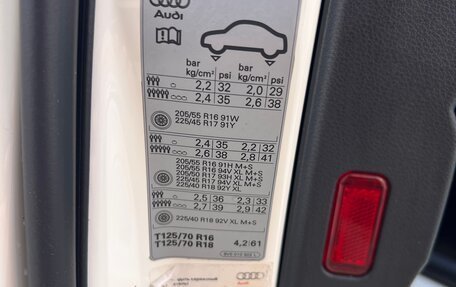 Audi
bar psi bar psi
kg/cm² kg/cm²
2,2 32 2,0 29
2,4 35 2,6 38
205/55 R16 91W
225/45 R17 91Y
2,4 35 2,2 32
2,6 38 2,8 41
205/55 R16 91H M+S
205/55 R16 94V XL M+S
205/50 R17 93H XL M+S
225/45 R17 94V XL M+S
225/40 R18 92Y XL
2,5 36 2,3 33
2,7 39 2,9 42
225/40 R18 92V XL M+S
T125/70 R16
T125/70 R18 4,2 61
Audi